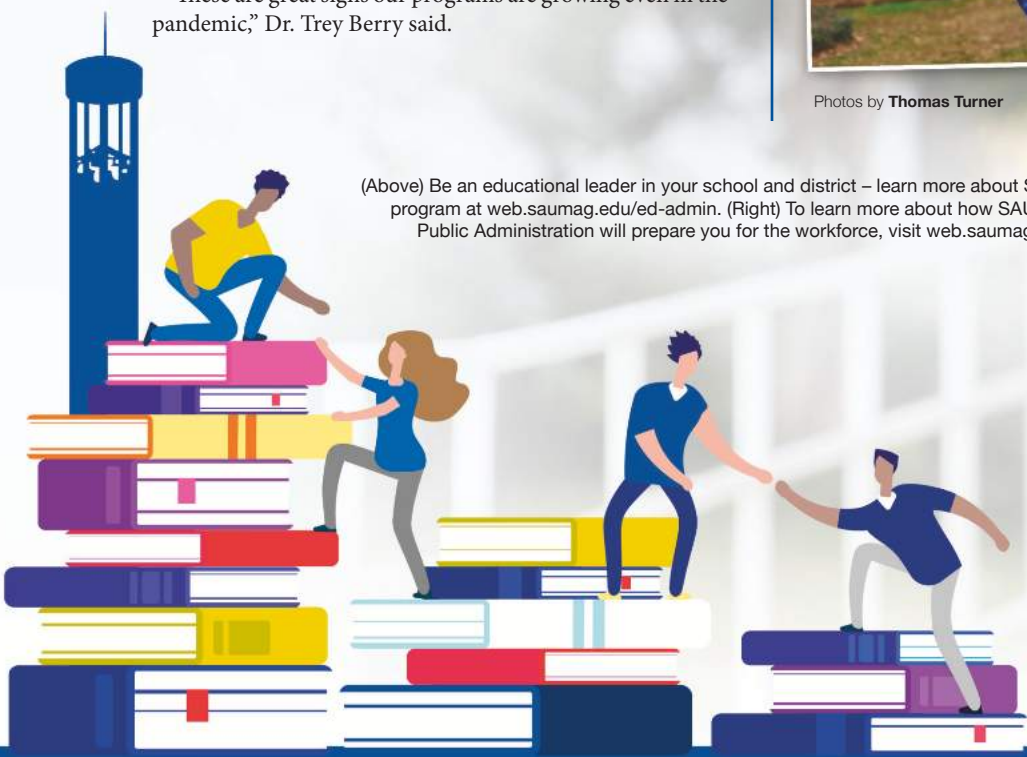 pandemic,” Dr. Trey Berry said.
Photos by Thomas Turner
(Above) Be an educational leader in your school and district – learn more about
program at web.saumag.edu/ed-admin. (Right) To learn more about how SAU
Public Administration will prepare you for the workforce, visit web.saumag